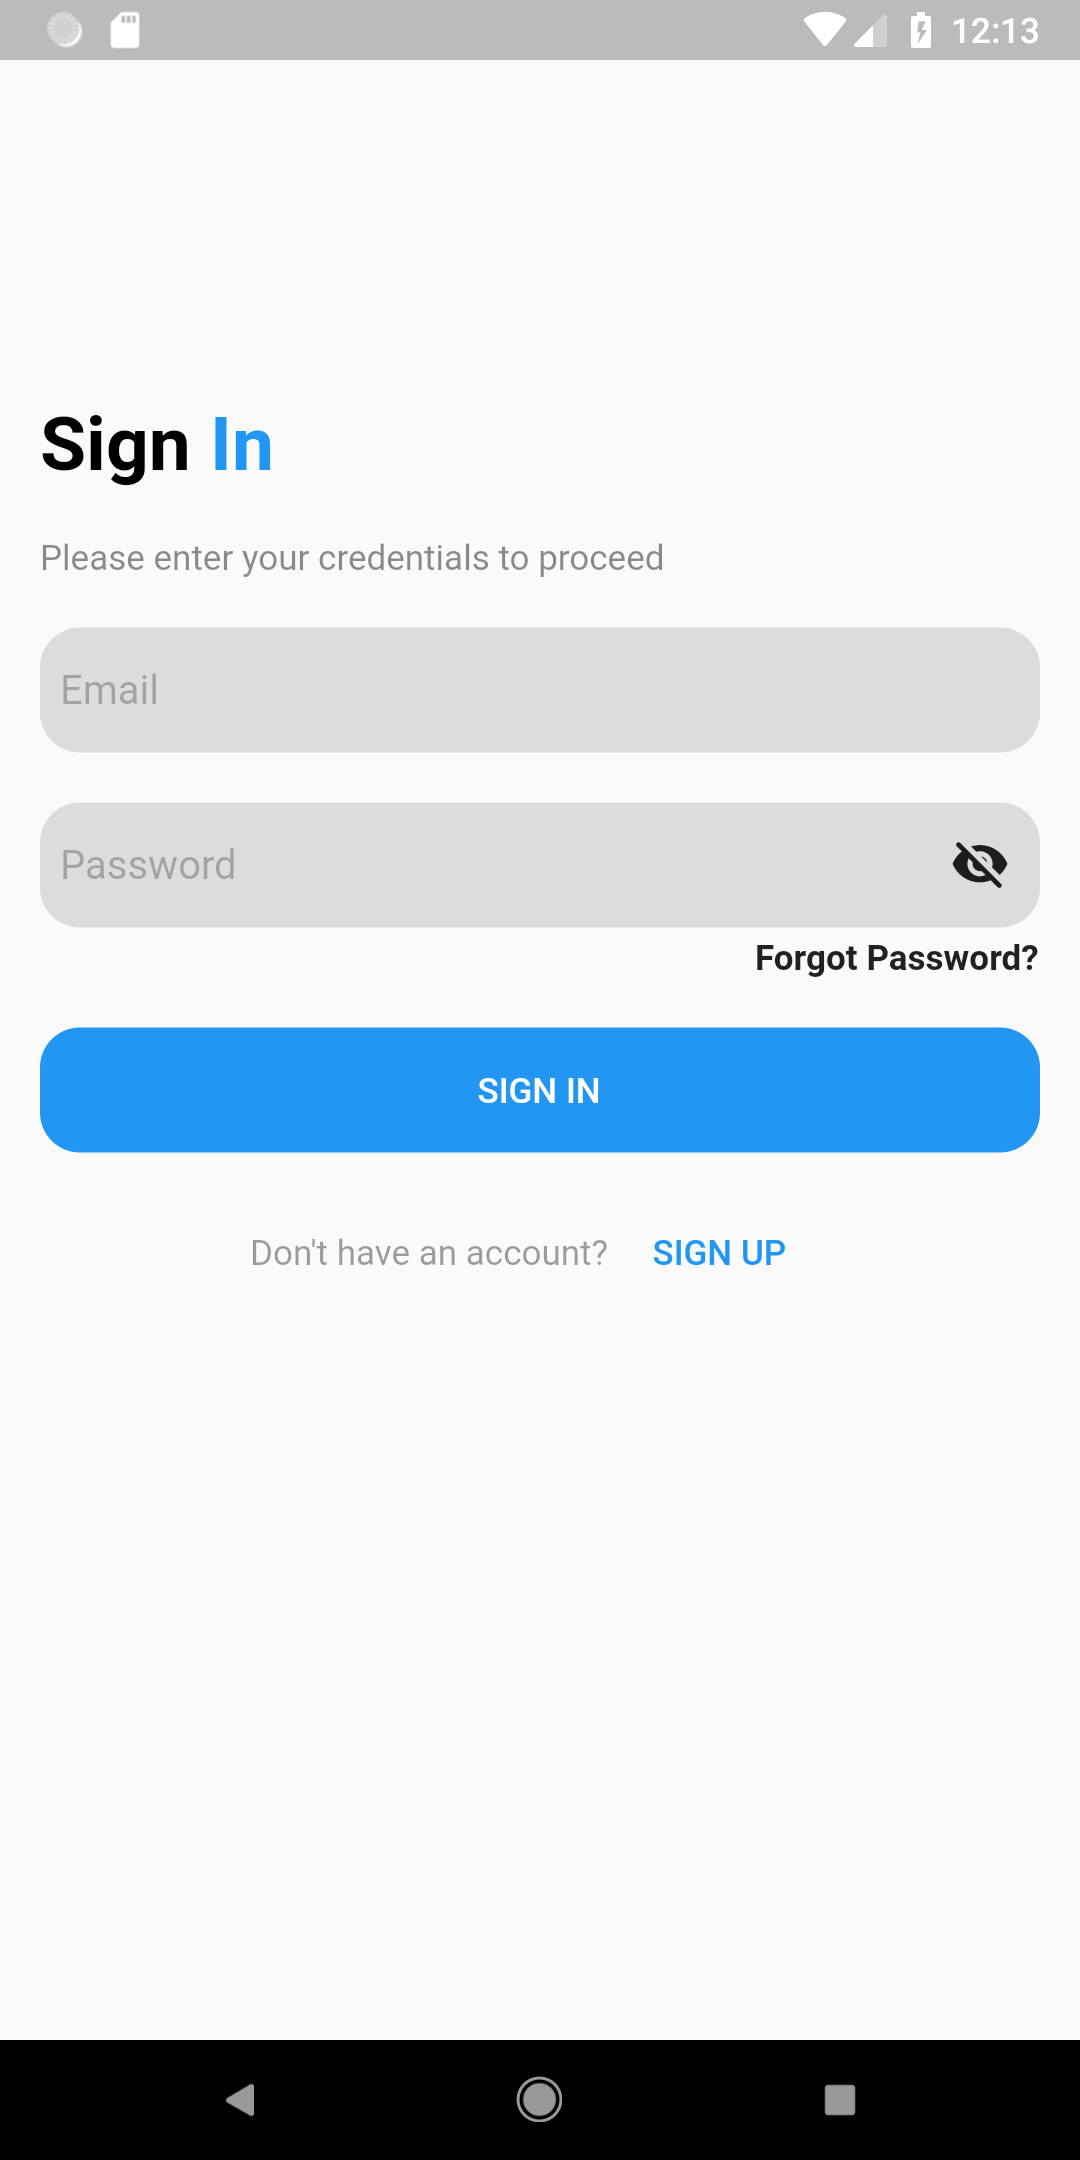 12:13
Sign In
Please enter your credentials to proceed
Email
Password
Forgot Password?
SIGN IN
Don't have an account? SIGN UP